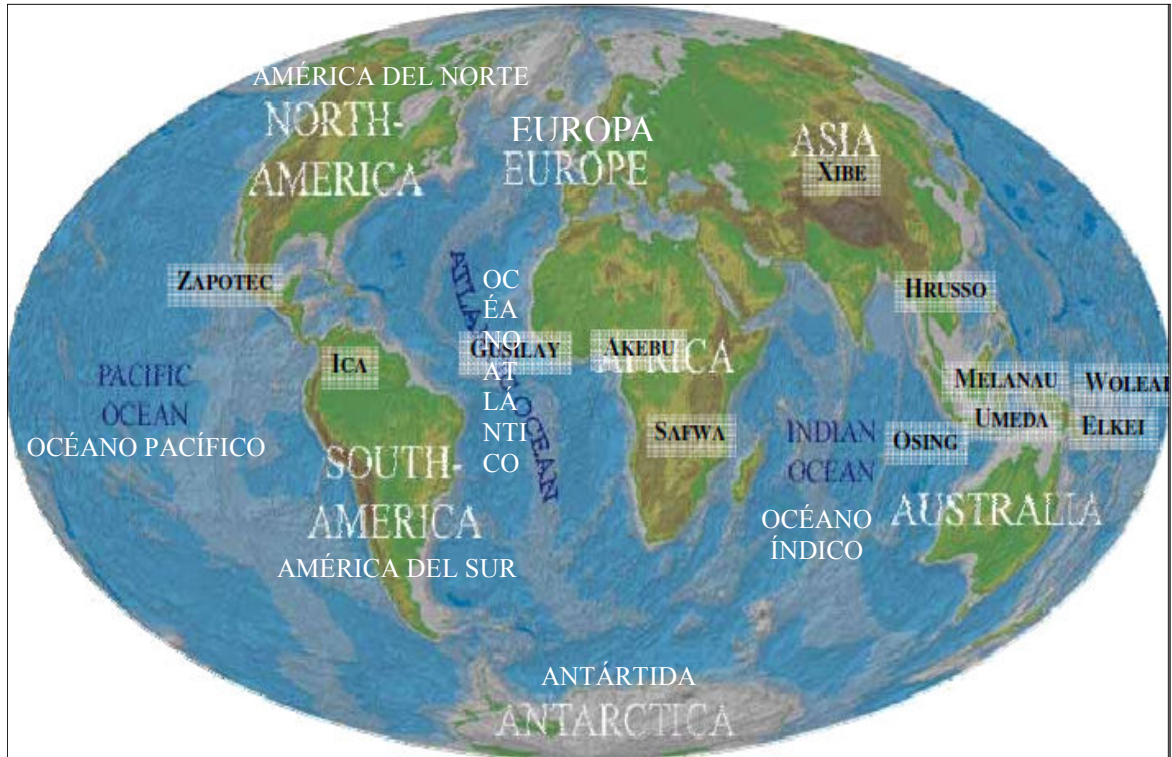 AMÉRICA DEL NORTE
NORTH-
AMERICA
EUROPA
EUROPE
ASIA
XIBE
ZAPOTEC
HRUSSO
ATLANTIC OCEAN
OC
ÉA
NO
AT
LÁ
NTI
CO
GUSILAY
AKEBU
AFRICA
ICA
PACIFIC
OCEAN
OCÉANO PACÍFICO
MELANAU
WOLEAI
UMEDA
ELKEI
SAFWA
OSING
INDIAN
OCEAN
SOUTH-
AMERICA
AMÉRICA DEL SUR
AUSTRALIA
OCÉANO
ÍNDICO
ANTÁRTIDA
ANTARCTICA